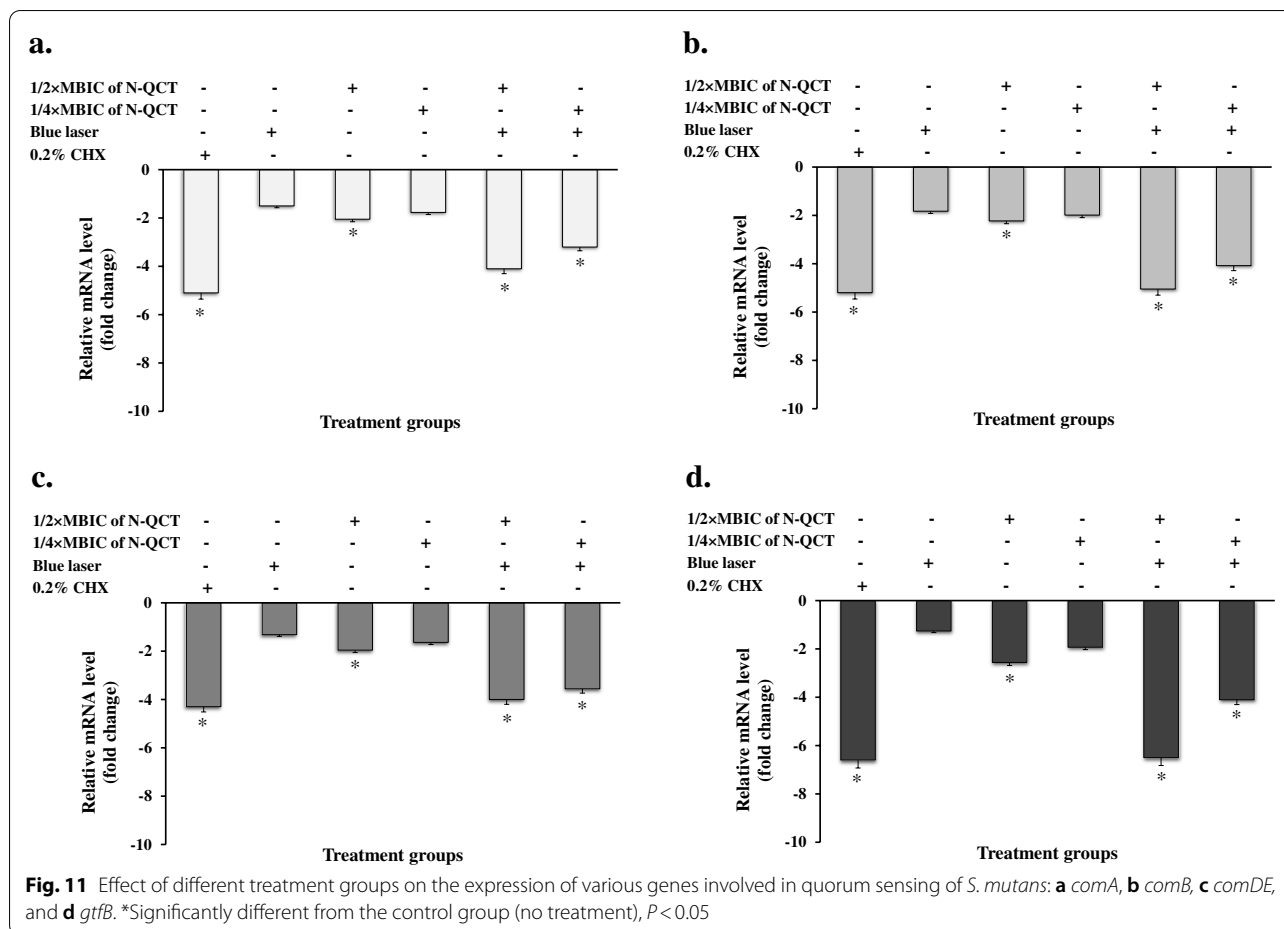 a.
1/2×MBIC of N-QCT - - + - + -
1/4×MBIC of N-QCT - - - + - +
Blue laser - + - - + +
0.2% CHX + - - - - -
0
-2
-4
-6
-8
-10
Relative mRNA level
(fold change)
* * * *
Treatment groups
b.
1/2×MBIC of N-QCT - - + - + -
1/4×MBIC of N-QCT - - - + - +
Blue laser - + - - + +
0.2% CHX + - - - - -
0
-2
-4
-6
-8
-10
Relative mRNA level
(fold change)
* * * *
Treatment groups
c.
1/2×MBIC of N-QCT - - + - + -
1/4×MBIC of N-QCT - - - + - +
Blue laser - + - - + +
0.2% CHX + - - - - -
0
-2
-4
-6
-8
-10
Relative mRNA level
(fold change)
* * * *
Treatment groups
d.
1/2×MBIC of N-QCT - - + - + -
1/4×MBIC of N-QCT - - - + - +
Blue laser - + - - + +
0.2% CHX + - - - - -
0
-2
-4
-6
-8
-10
Relative mRNA level
(fold change)
* * * *
Treatment groups
Fig. 11 Effect of different treatment groups on the expression of various genes involved in quorum sensing of S. mutans: a comA, b comB, c comDE,
and d gtfB. *Significantly different from the control group (no treatment), P < 0.05